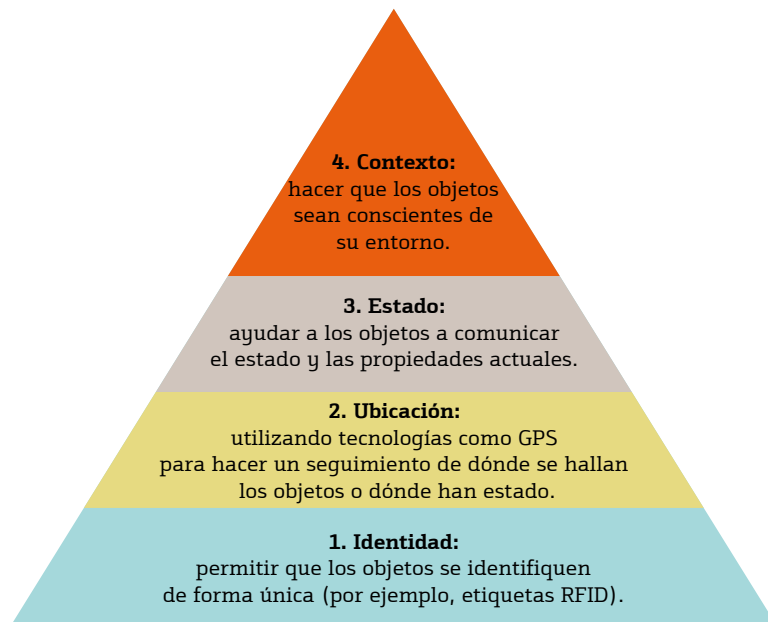 4. Contexto:
hacer que los objetos
sean conscientes de
su entorno.
3. Estado:
ayudar a los objetos a comunicar
el estado y las propiedades actuales.
2. Ubicación:
utilizando tecnologías como GPS
para hacer un seguimiento de dónde se hallan
los objetos o dónde han estado.
1. Identidad:
permitir que los objetos se identifiquen
de forma única (por ejemplo, etiquetas RFID).